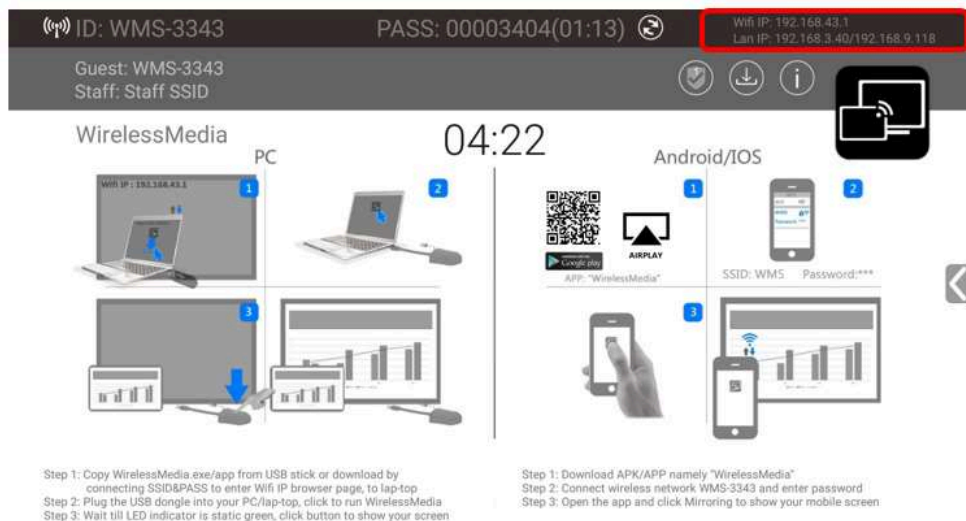 ID: WMS-3343
PASS: 00003404(01:13)
Wifi IP: 192.168.43.1
Lan IP: 192.168.3.40/192.168.9.118
Guest: WMS-3343
Staff: Staff SSID
WirelessMedia
04:22
PC
Android/IOS
Wifi IP : 192.168.43.1
1
2
3
1
2
Google play
AIRPLAY
APP: "WirelessMedia"
SSID: WMS Password:***
3
Step 1: Copy WirelessMedia.exe/app from USB stick or download by
connecting SSID&PASS to enter Wifi IP browser page, to lap-top
Step 2: Plug the USB dongle into your PC/lap-top, click to run WirelessMedia
Step 3: Wait till LED indicator is static green, click button to show your screen
Step 1: Download APK/APP namely "WirelessMedia"
Step 2: Connect wireless network WMS-3343 and enter password
Step 3: Open the app and click Mirroring to show your mobile screen